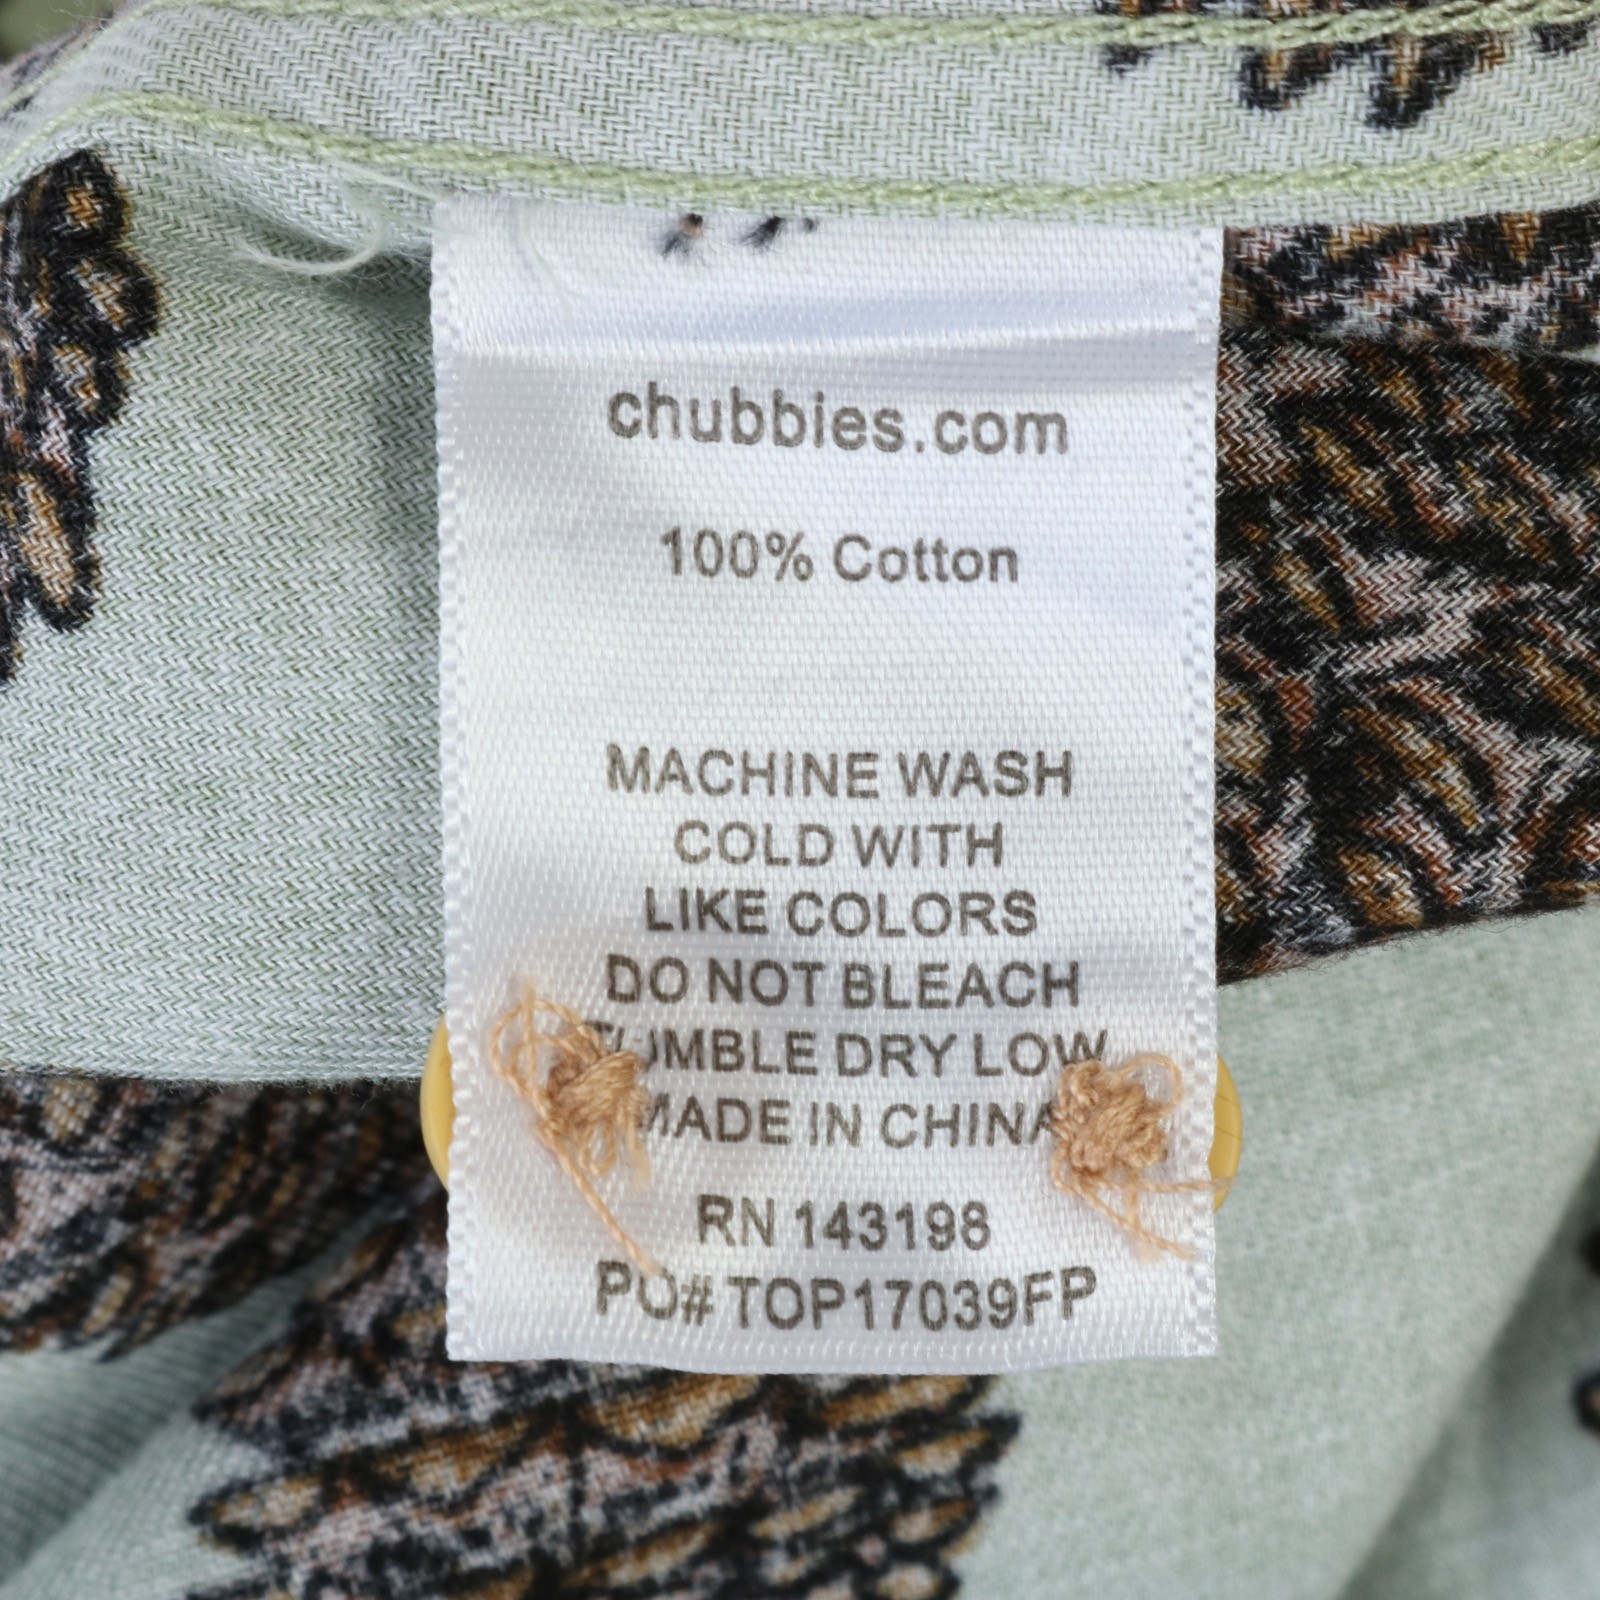 chubbies.com
100% Cotton
MACHINE WASH
COLD WITH
LIKE COLORS
DO NOT BLEACH
TUMBLE DRY LOW
MADE IN CHINA
RN 143198
PO# TOP17039FP